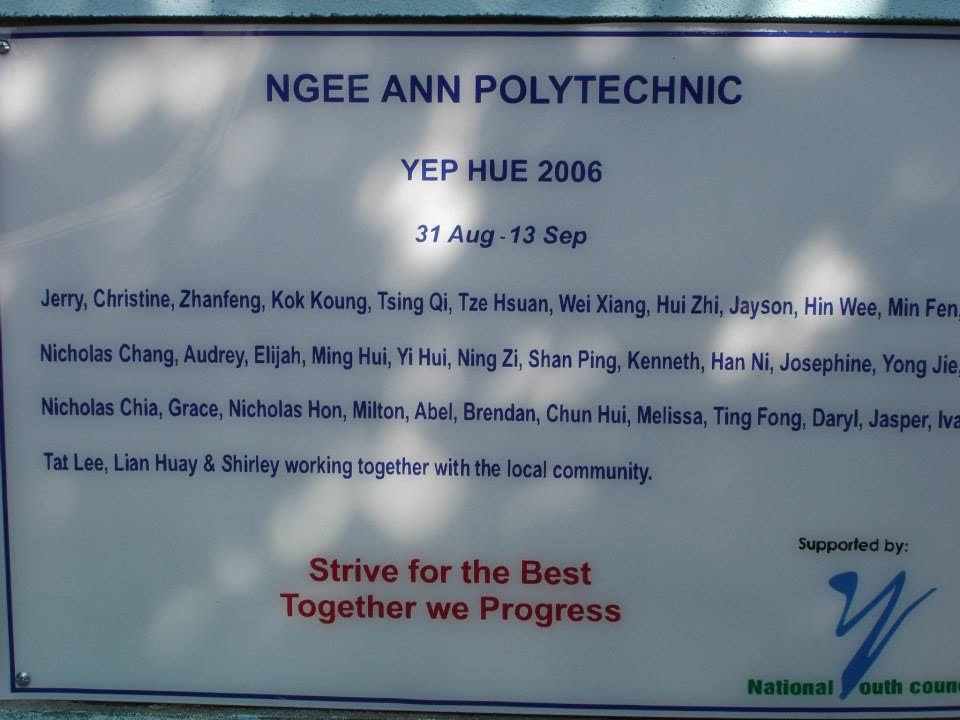 NGEE ANN POLYTECHNIC
YEP HUE 2006
31 Aug - 13 Sep
Jerry, Christine, Zhanfeng, Kok Koung, Tsing Qi, Tze Hsuan, Wei Xiang, Hui Zhi, Jayson, Hin Wee, Min Fen,
Nicholas Chang, Audrey, Elijah, Ming Hui, Yi Hui, Ning Zi, Shan Ping, Kenneth, Han Ni, Josephine, Yong Jie,
Nicholas Chia, Grace, Nicholas Hon, Milton, Abel, Brendan, Chun Hui, Melissa, Ting Fong, Daryl, Jasper,
Tat Lee, Lian Huay & Shirley working together with the local community.
Strive for the Best
Together we Progress
Supported by:
National Youth